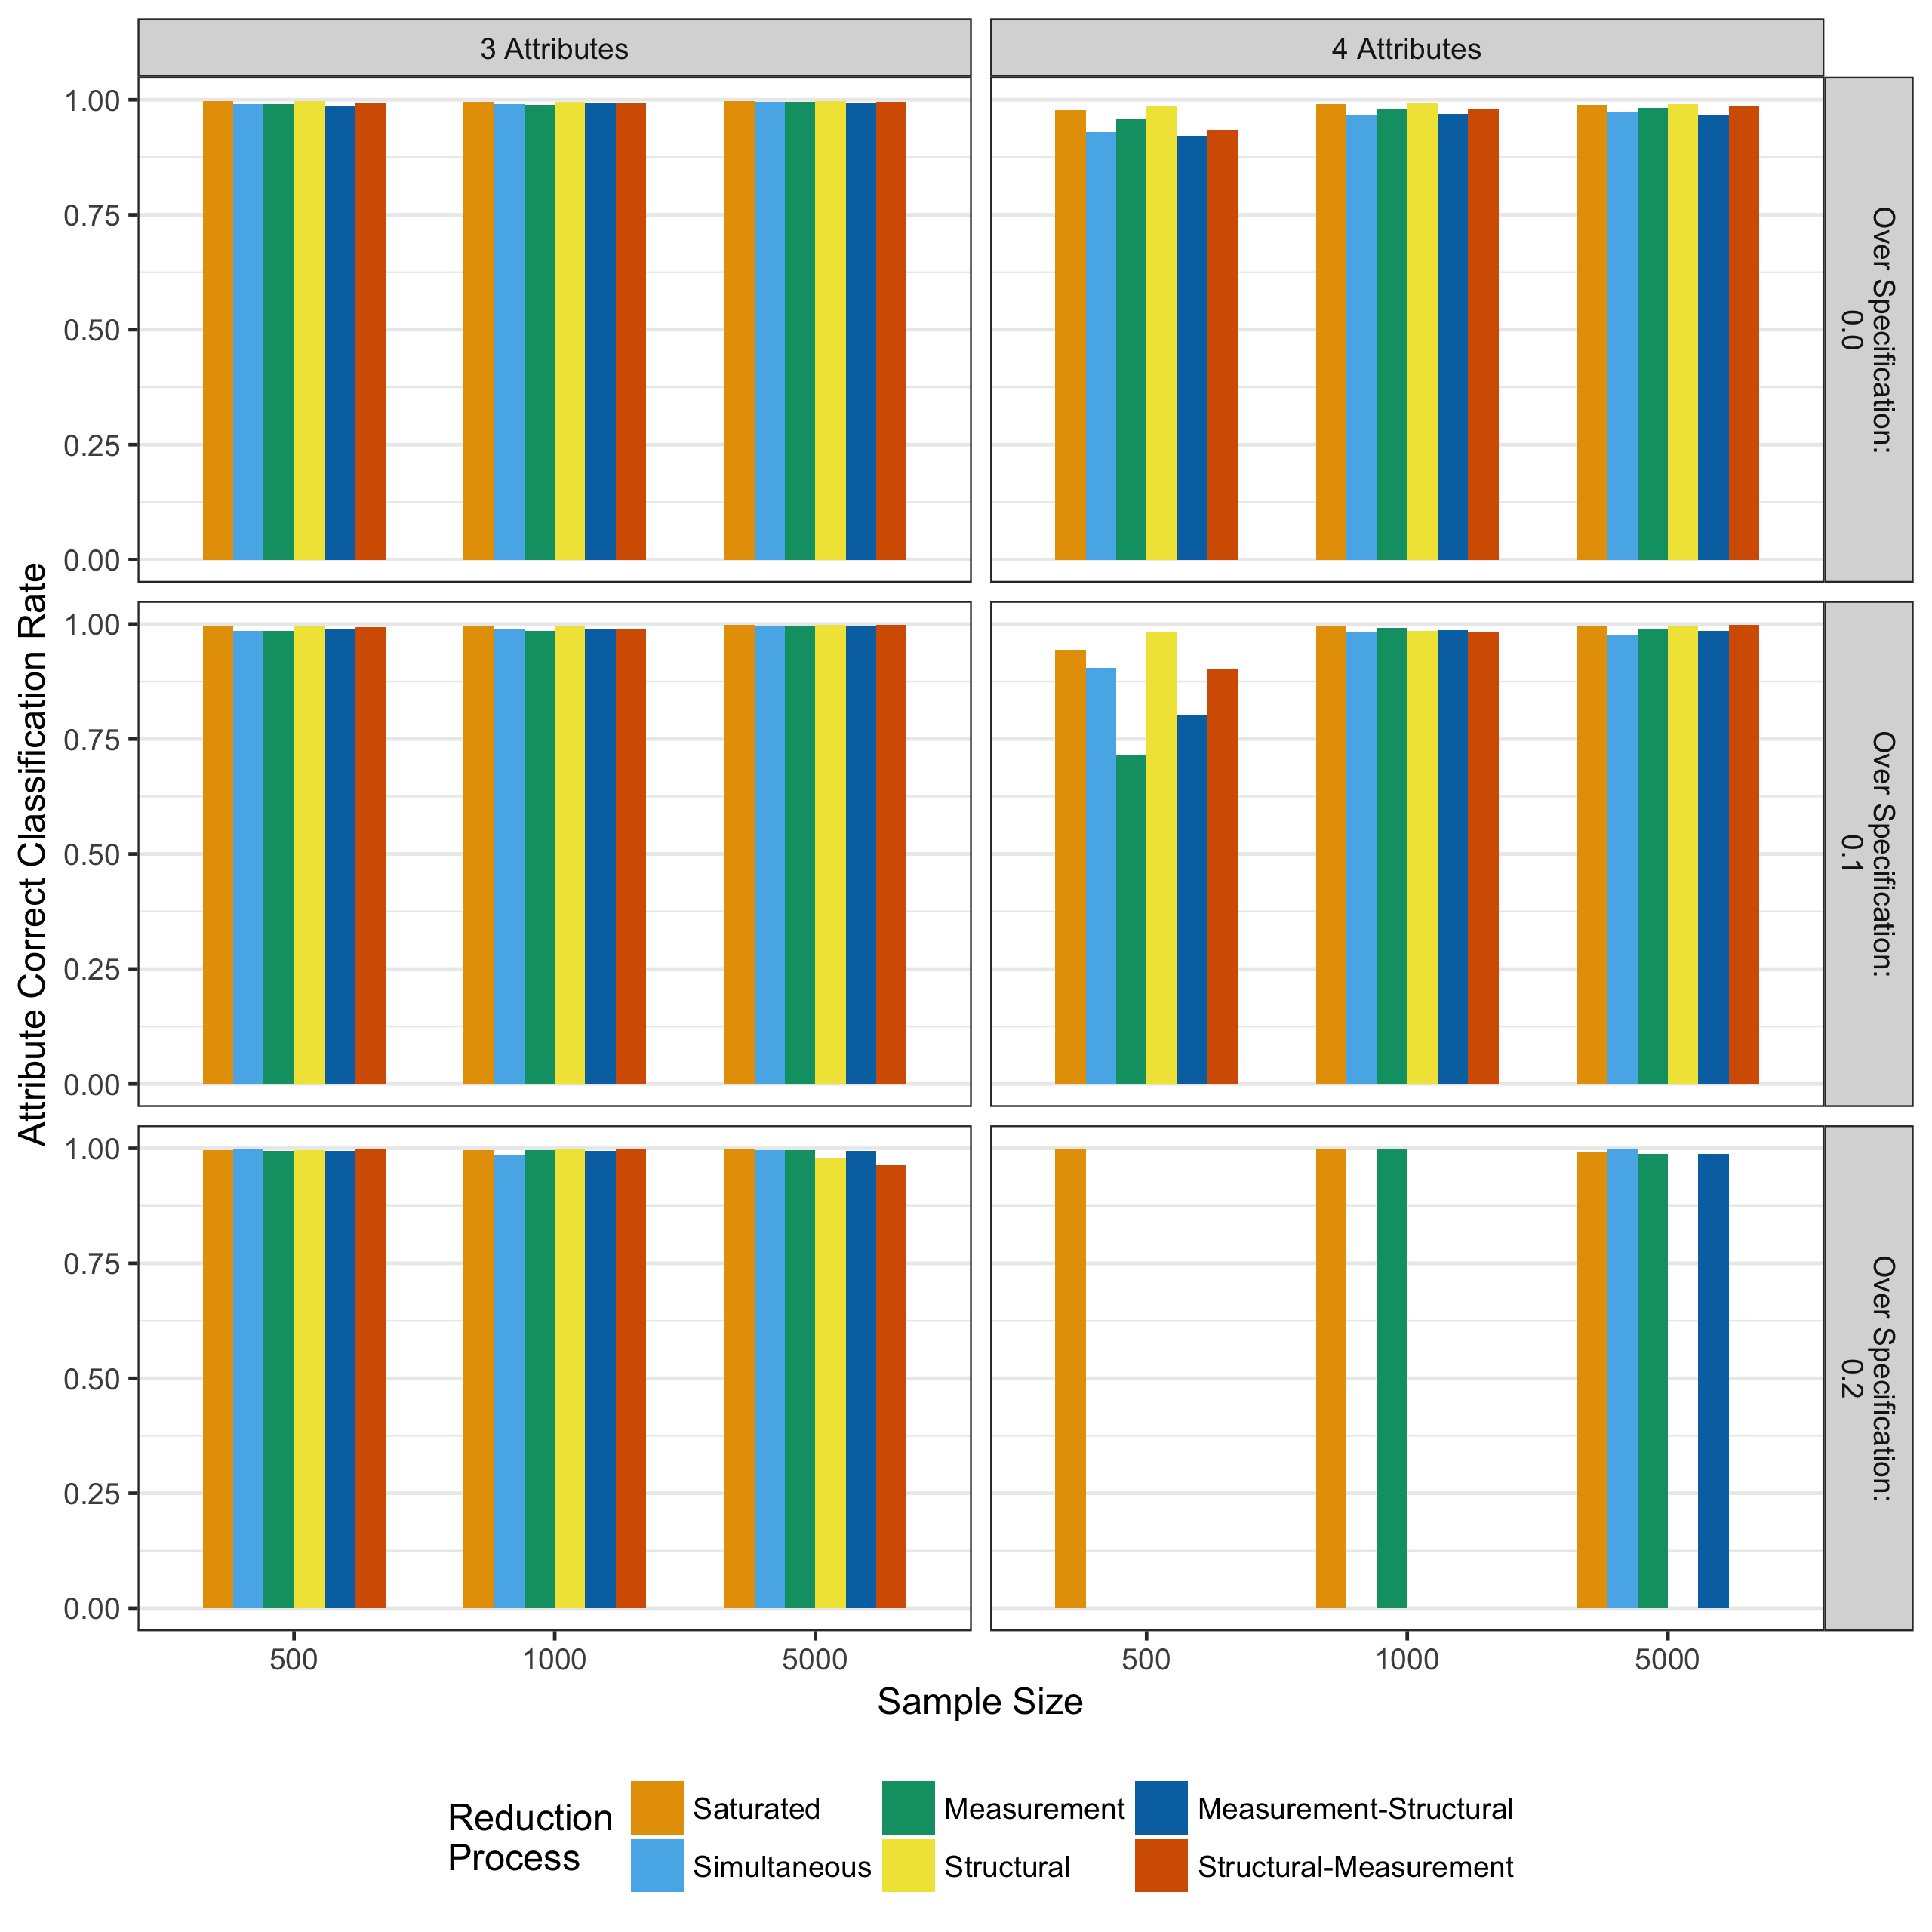 3 Attributes
4 Attributes
Attribute Correct Classification Rate
1.00
0.75
0.50
0.25
0.00
Over Specification:
0.0
1.00
0.75
0.50
0.25
0.00
Over Specification:
0.1
1.00
0.75
0.50
0.25
0.00
Over Specification:
0.2
500
1000
5000
500
1000
5000
Sample Size
Reduction
Process
Saturated
Measurement
Measurement-Structural
Simultaneous
Structural
Structural-Measurement